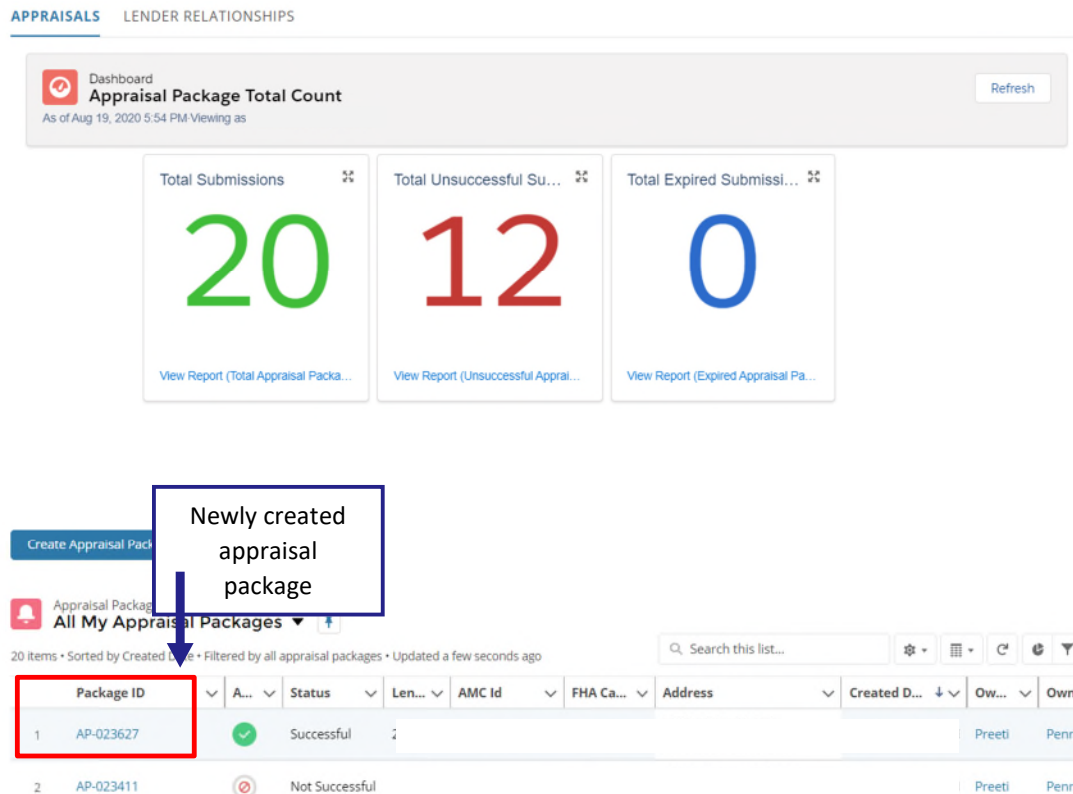 APPRAISALS LENDER RELATIONSHIPS
Dashboard
Appraisal Package Total Count
As of Aug 19, 2020 5:54 PM·Viewing as
Refresh
Total Submissions
20
View Report (Total Appraisal Packa...
Total Unsuccessful Su...
12
View Report (Unsuccessful Apprai...
Total Expired Submissi...
0
View Report (Expired Appraisal Pa...
Newly created
appraisal
package
Create Appraisal Pack
Appraisal Packag
All My Appraisal Packages
20 items • Sorted by Created • Filtered by all appraisal packages • Updated a few seconds ago
Search this list...
Package ID A... Status Len... AMC Id FHA Ca... Address Created D... Ow... Own
1 AP-023627 Successful Preeti Penn
2 AP-023411 Not Successful Preeti Penn